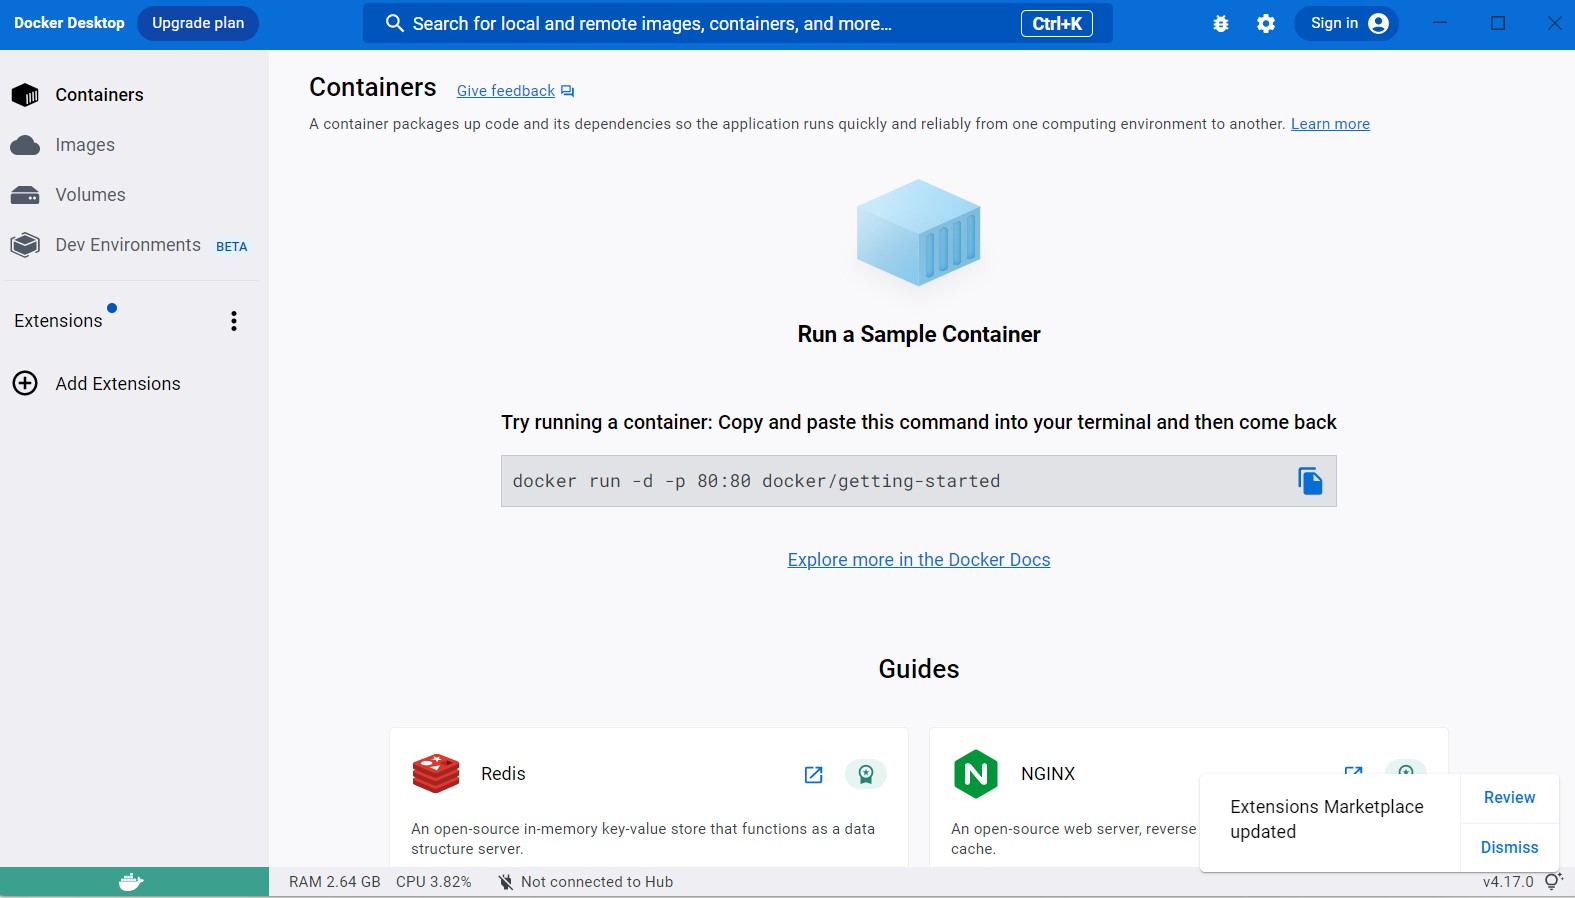 Docker Desktop
Upgrade plan
Search for local and remote images, containers, and more...
Ctrl+K
Sign in
Containers
Images
Volumes
Dev Environments BETA
Extensions
Add Extensions
Containers
Give feedback
A container packages up code and its dependencies so the application runs quickly and reliably from one computing environment to another. Learn more
Run a Sample Container
Try running a container: Copy and paste this command into your terminal and then come back
docker run -d -p 80:80 docker/getting-started
Explore more in the Docker Docs
Guides
Redis
An open-source in-memory key-value store that functions as a data
structure server.
N
NGINX
An open-source web server, reverse
cache.
Extensions Marketplace
updated
Review
Dismiss
RAM 2.64 GB
CPU 3.82%
Not connected to Hub
v4.17.0